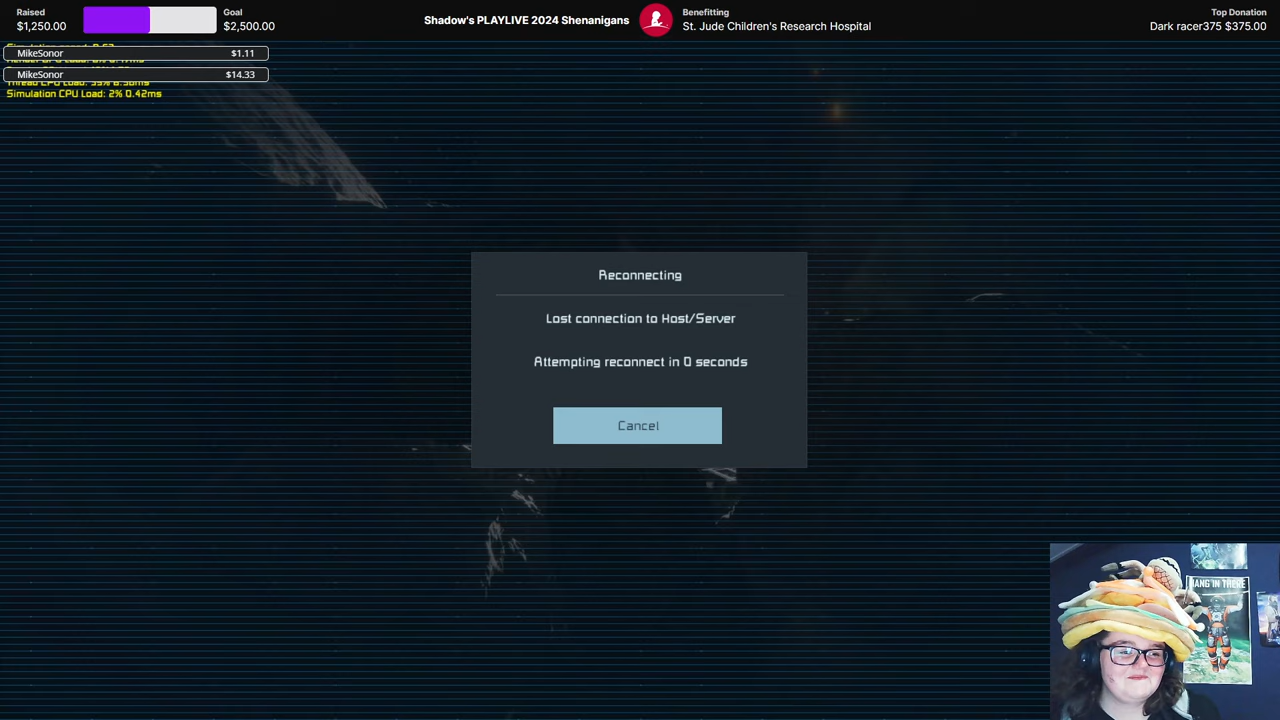 Raised
$1,250.00
Goal
$2,500.00
Shadow's PLAYLIVE 2024 Shenanigans
Benefitting
St. Jude Children's Research Hospital
Top Donation
Dark racer375 $375.00
MikeSonor $1.11
MikeSonor $14.33
Simulation CPU Load: 2% 0.42ms
Reconnecting
Lost connection to Host/Server
Attempting reconnect in 0 seconds
Cancel
HANG IN THERE